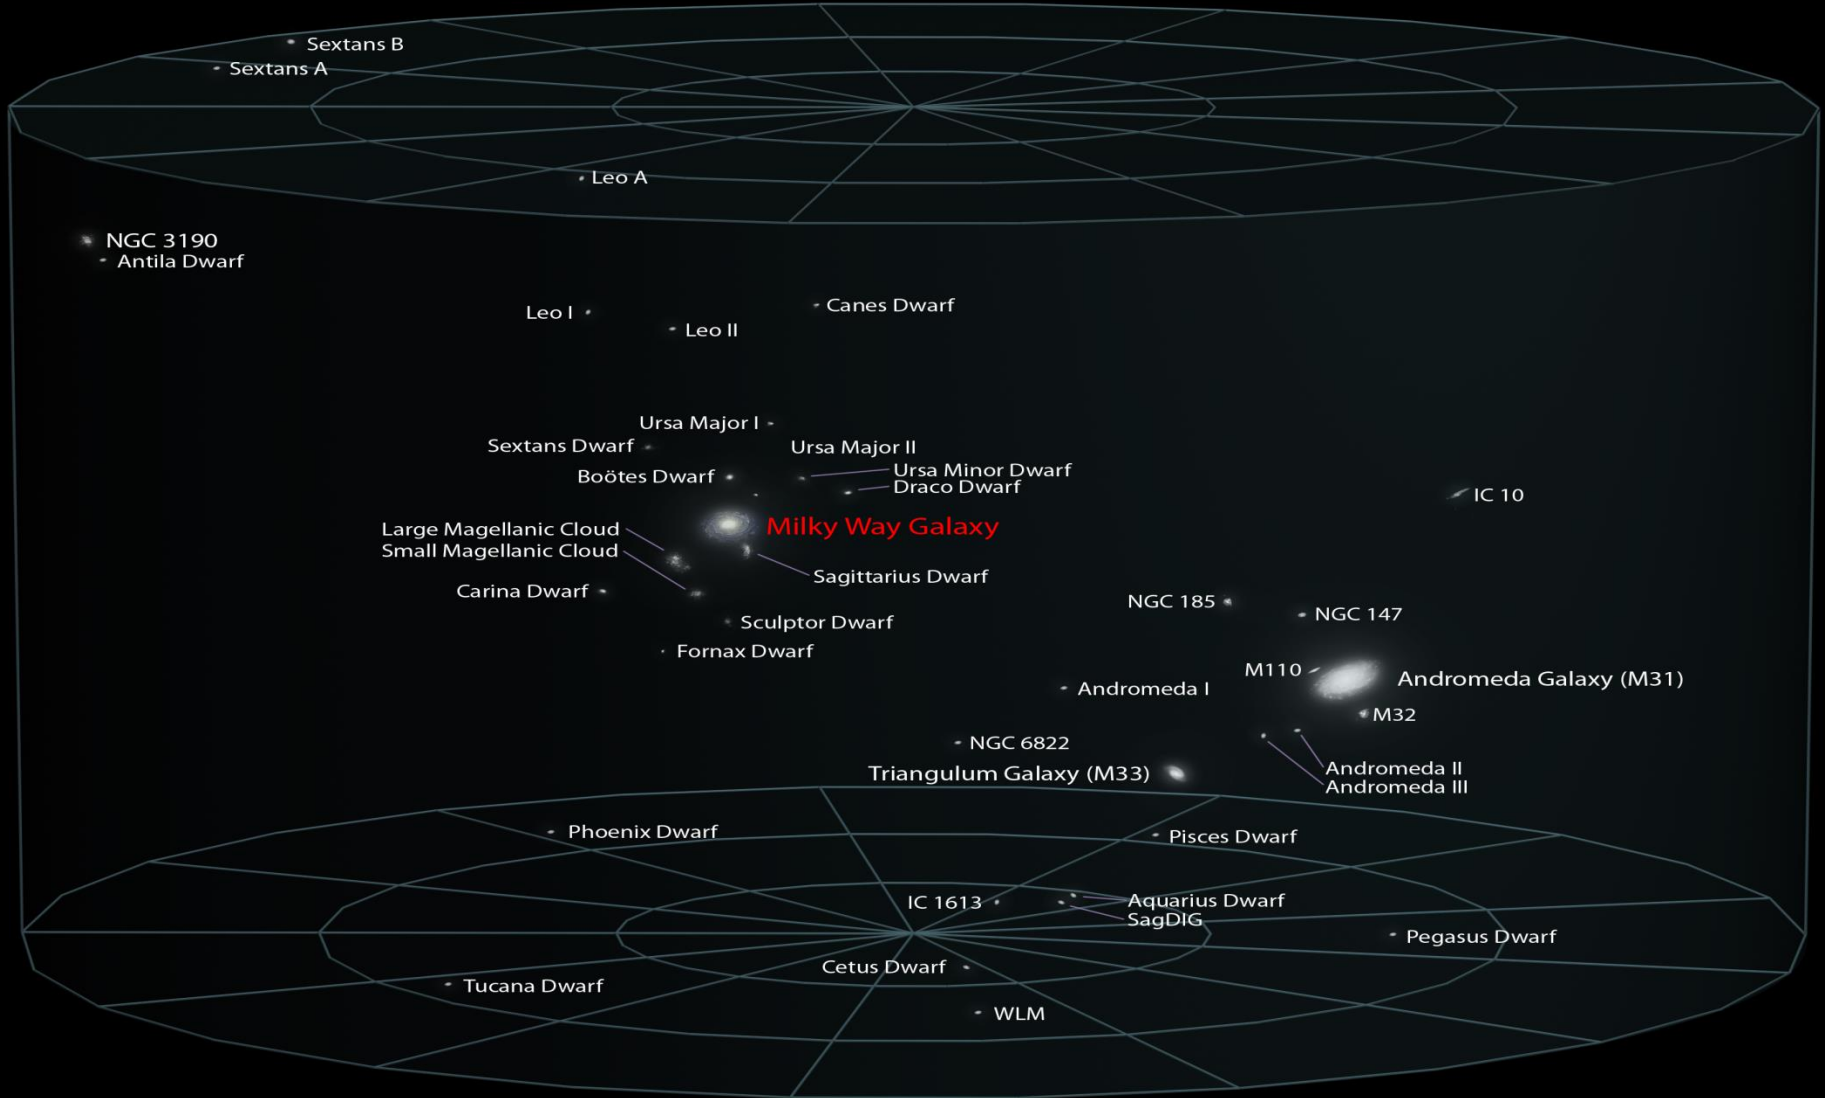 Sextans B
Sextans A
Leo A
NGC 3190
Antila Dwarf
Canes Dwarf
Leo I
Leo II
Ursa Major I
Sextans Dwarf
Ursa Major II
Ursa Minor Dwarf
Boötes Dwarf
Draco Dwarf
IC 10
Milky Way Galaxy
Large Magellanic Cloud
Small Magellanic Cloud
Sagittarius Dwarf
Carina Dwarf
NGC 185
NGC 147
Sculptor Dwarf
Fornax Dwarf
M110
Andromeda Galaxy (M31)
Andromeda I
M32
NGC 6822
Andromeda II
Triangulum Galaxy (M33)
Andromeda III
Phoenix Dwarf
Pisces Dwarf
IC 1613
Aquarius Dwarf
SagDIG
Pegasus Dwarf
Cetus Dwarf
Tucana Dwarf
WLM